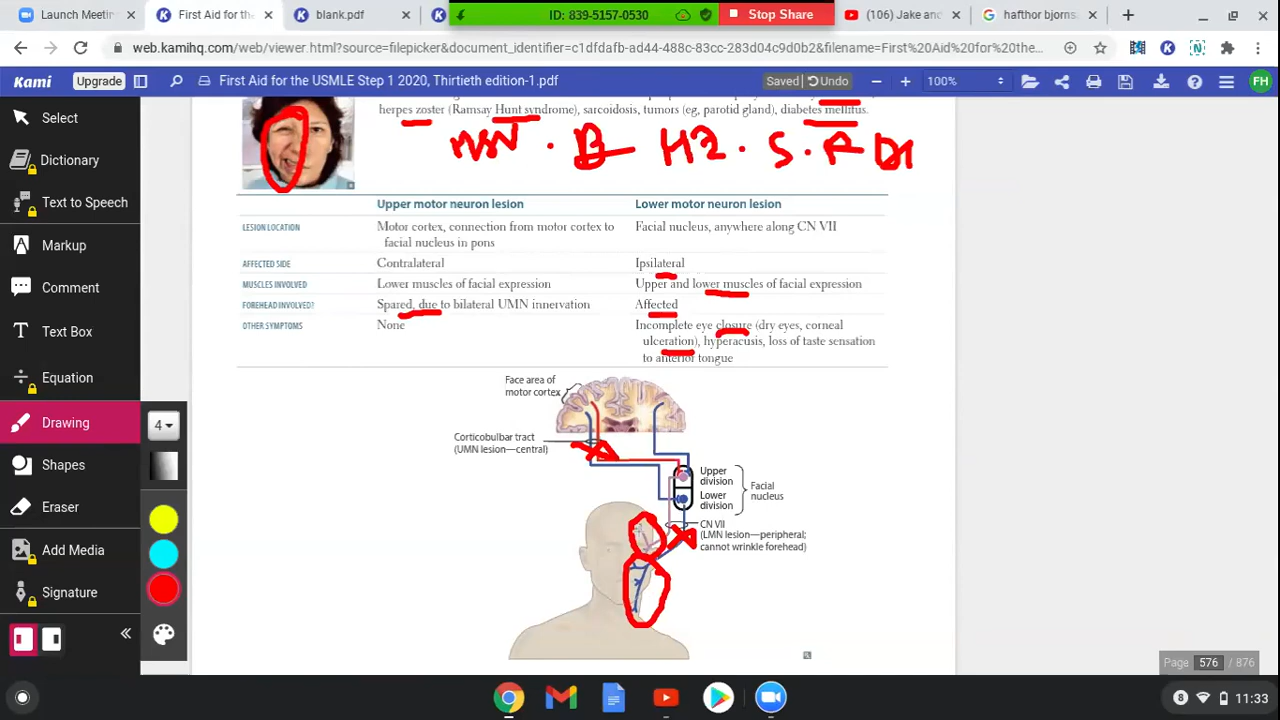 Launch Meeting
First Aid for the
blank.pdf
ID: 839-5157-0530
Stop Share
(106) Jake and
hafthor bjorns
web.kamihq.com/web/viewer.html?source=filepicker&document_identifier=c1dfdafb-ad44-488c-83cc-283d04c9d0b2&filename=First%20Aid%20for%20the...
Kami
Upgrade
First Aid for the USMLE Step 1 2020, Thirtieth edition-1.pdf
Saved
Undo
100%
FH
Select
Dictionary
Text to Speech
Markup
Comment
Text Box
Equation
Drawing
Shapes
Eraser
Add Media
Signature
4
herpes zoster (Ramsay Hunt syndrome), sarcoidosis, tumors (eg, parotid gland), diabetes mellitus.
Upper motor neuron lesion
Lower motor neuron lesion
LESION LOCATION
Motor cortex, connection from motor cortex to
facial nucleus in pons
Facial nucleus, anywhere along CN VII
AFFECTED SIDE
Contralateral
Ipsilateral
MUSCLES INVOLVED
Lower muscles of facial expression
Upper and lower muscles of facial expression
FOREHEAD INVOLVED?
Spared, due to bilateral UMN innervation
Affected
OTHER SYMPTOMS
None
Incomplete eye closure (dry eyes, corneal
ulceration), hyperacusis, loss of taste sensation
to anterior tongue
Face area of
motor cortex
Corticobulbar tract
(UMN lesion—central)
Upper
division
Lower
division
Facial
nucleus
CN VII
(LMN lesion—peripheral;
cannot wrinkle forehead)
Page 576 / 876
8
11:33